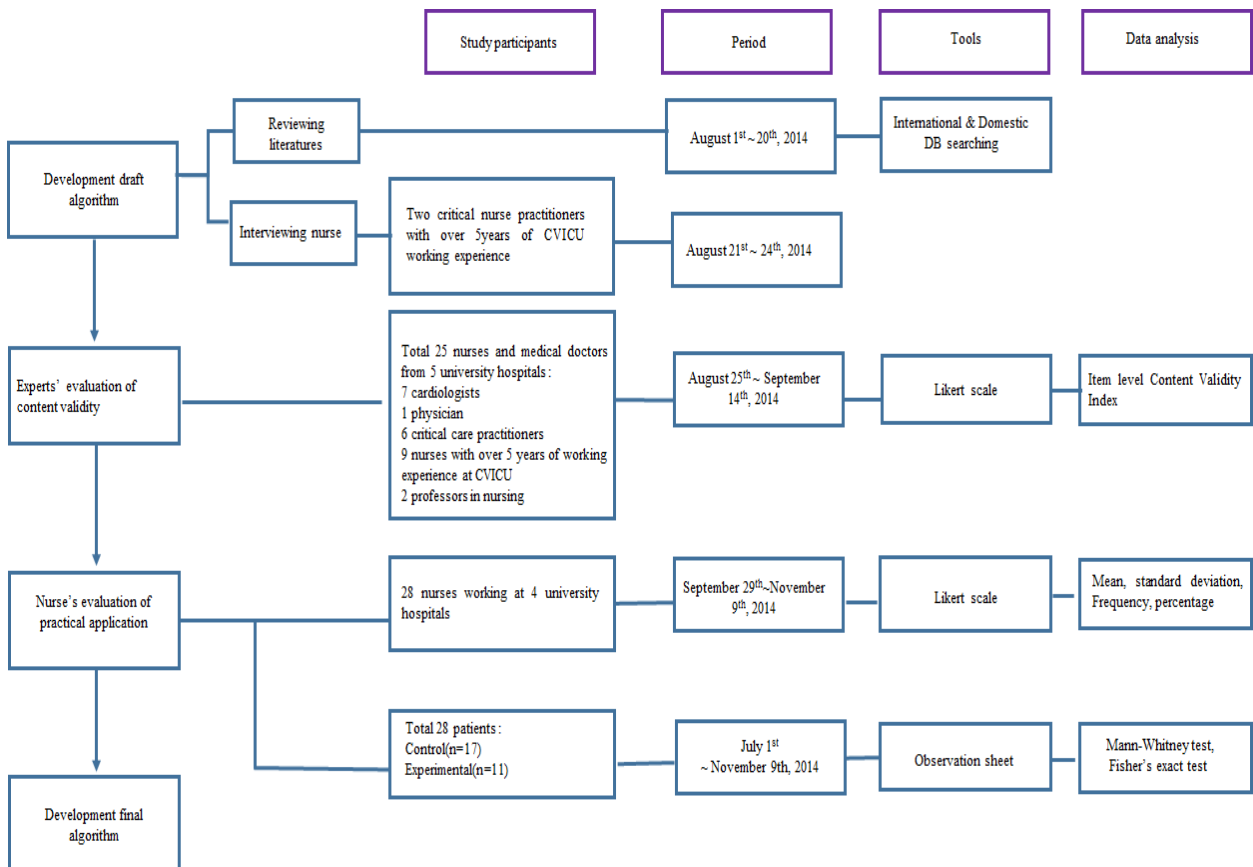 Study participants
Period
Tools
Data analysis
Reviewing
literatures
August 1st ~ 20th, 2014
International & Domestic
DB searching
Development draft
algorithm
Interviewing nurse
Two critical nurse practitioners
with over 5years of CVICU
working experience
August 21st ~ 24th, 2014
Experts’ evaluation of
content validity
Total 25 nurses and medical doctors
from 5 university hospitals :
7 cardiologists
1 physician
6 critical care practitioners
9 nurses with over 5 years of working
experience at CVICU
2 professors in nursing
August 25th ~ September
14th, 2014
Likert scale
Item level Content Validity
Index
Nurse’s evaluation of
practical application
28 nurses working at 4 university
hospitals
September 29th~November
9th, 2014
Likert scale
Mean, standard deviation,
Frequency, percentage
Total 28 patients :
Control(n=17)
Experimental(n=11)
July 1st
~ November 9th, 2014
Observation sheet
Mann-Whitney test,
Fisher’s exact test
Development final
algorithm